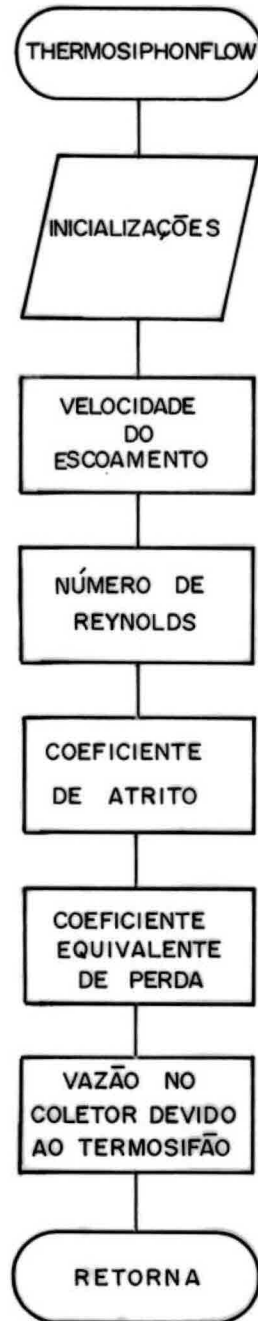 THERMOSIPHONFLOW
INICIALIZAÇÕES
VELOCIDADE
DO
ESCOAMENTO
NÚMERO DE
REYNOLDS
COEFICIENTE
DE ATRITO
COEFICIENTE
EQUIVALENTE
DE PERDA
VAZÃO NO
COLETOR DEVIDO
AO TERMOSIFÃO
RETORNA